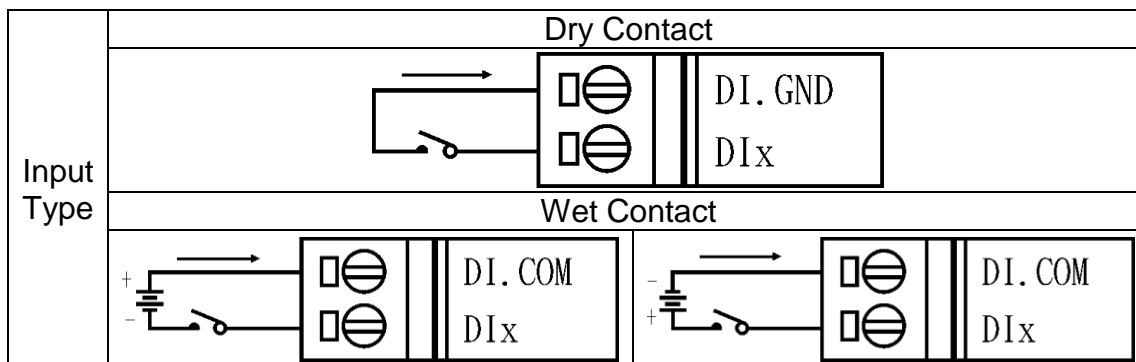 Input
Type
Dry Contact
DI.GND
DIx
Wet Contact
+
-
DI.COM
DIx
-
+
DI.COM
DIx